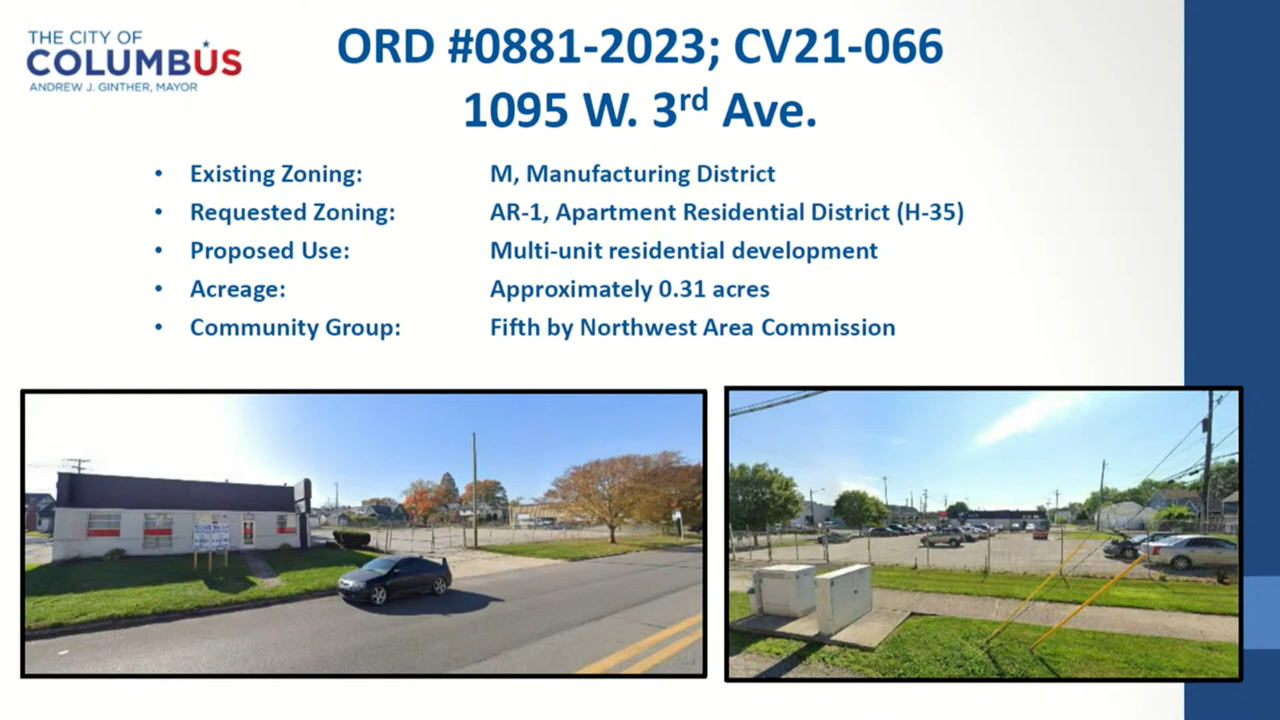 THE CITY OF
COLUMBUS
ANDREW J. GINTHER, MAYOR
ORD #0881-2023; CV21-066
1095 W. 3rd Ave.
• Existing Zoning: M, Manufacturing District
• Requested Zoning: AR-1, Apartment Residential District (H-35)
• Proposed Use: Multi-unit residential development
• Acreage: Approximately 0.31 acres
• Community Group: Fifth by Northwest Area Commission